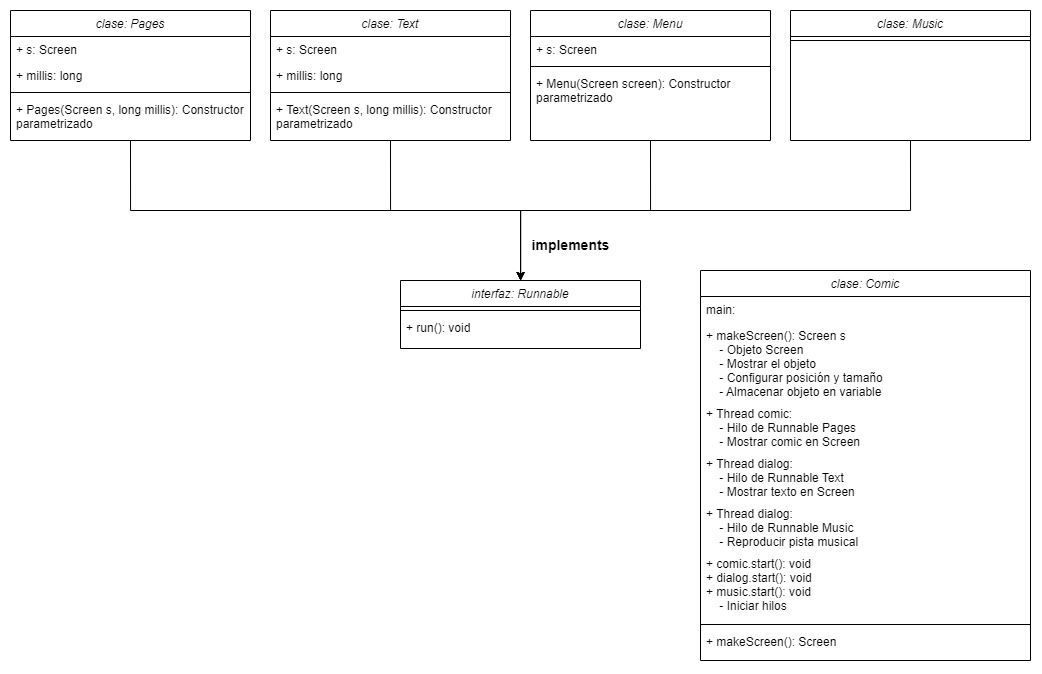 clase: Pages
+ s: Screen
+ millis: long
+ Pages(Screen s, long millis): Constructor
parametrizado
clase: Text
+ s: Screen
+ millis: long
+ Text(Screen s, long millis): Constructor
parametrizado
clase: Menu
+ s: Screen
+ Menu(Screen screen): Constructor
parametrizado
clase: Music
implements
interfaz: Runnable
+ run(): void
clase: Comic
main:
+ makeScreen(): Screen s
- Objeto Screen
- Mostrar el objeto
- Configurar posición y tamaño
- Almacenar objeto en variable
+ Thread comic:
- Hilo de Runnable Pages
- Mostrar comic en Screen
+ Thread dialog:
- Hilo de Runnable Text
- Mostrar texto en Screen
+ Thread dialog:
- Hilo de Runnable Music
- Reproducir pista musical
+ comic.start(): void
+ dialog.start(): void
+ music.start(): void
- Iniciar hilos
+ makeScreen(): Screen